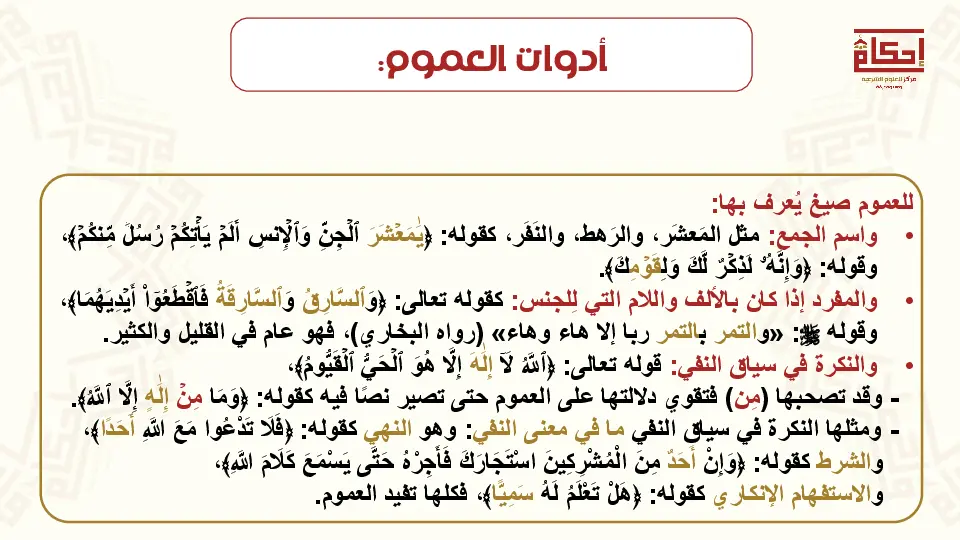 أدوات العموم:
إحكام
مركز للعلوم الشرعية
للعموم صيغ يُعرف بها:
• واسم الجمع: مثل المَعشَر، والرَهط، والنَفَر، كقوله: ﴿يَٰمَعْشَرَ ٱلْجِنِّ وَٱلْإِنسِ أَلَمْ يَأْتِكُمْ رُسُلٌ مِّنكُمْ﴾،
وقوله: ﴿وَإِنَّهُۥ لَذِكْرٌ لَّكَ وَلِقَوْمِكَ﴾.
• والمفرد إذا كان بالألف واللام التي لِلجنس: كقوله تعالى: ﴿وَٱلسَّارِقُ وَٱلسَّارِقَةُ فَٱقْطَعُوٓا۟ أَيْدِيَهُمَا﴾،
وقوله ﷺ: «والتمر بالتمر ربا إلا هاء وهاء» (رواه البخاري)، فهو عام في القليل والكثير.
• والنكرة في سياق النفي: قوله تعالى: ﴿ٱللَّهُ لَآ إِلَٰهَ إِلَّا هُوَ ٱلْحَيُّ ٱلْقَيُّومُ﴾،
- وقد تصحبها (مِن) فتقوي دلالتها على العموم حتى تصير نصًا فيه كقوله: ﴿وَمَا مِنْ إِلَٰهٍ إِلَّا ٱللَّهُ﴾.
- ومثلها النكرة في سياق النفي ما في معنى النفي: وهو النهي كقوله: ﴿فَلَا تَدْعُوا مَعَ اللَّهِ أَحَدًا﴾،
والشرط كقوله: ﴿وَإِنْ أَحَدٌ مِنَ الْمُشْرِكِينَ اسْتَجَارَكَ فَأَجِرْهُ حَتَّى يَسْمَعَ كَلَامَ اللَّهِ﴾،
والاستفهام الإنكاري كقوله: ﴿هَلْ تَعْلَمُ لَهُ سَمِيًّا﴾، فكلها تفيد العموم.